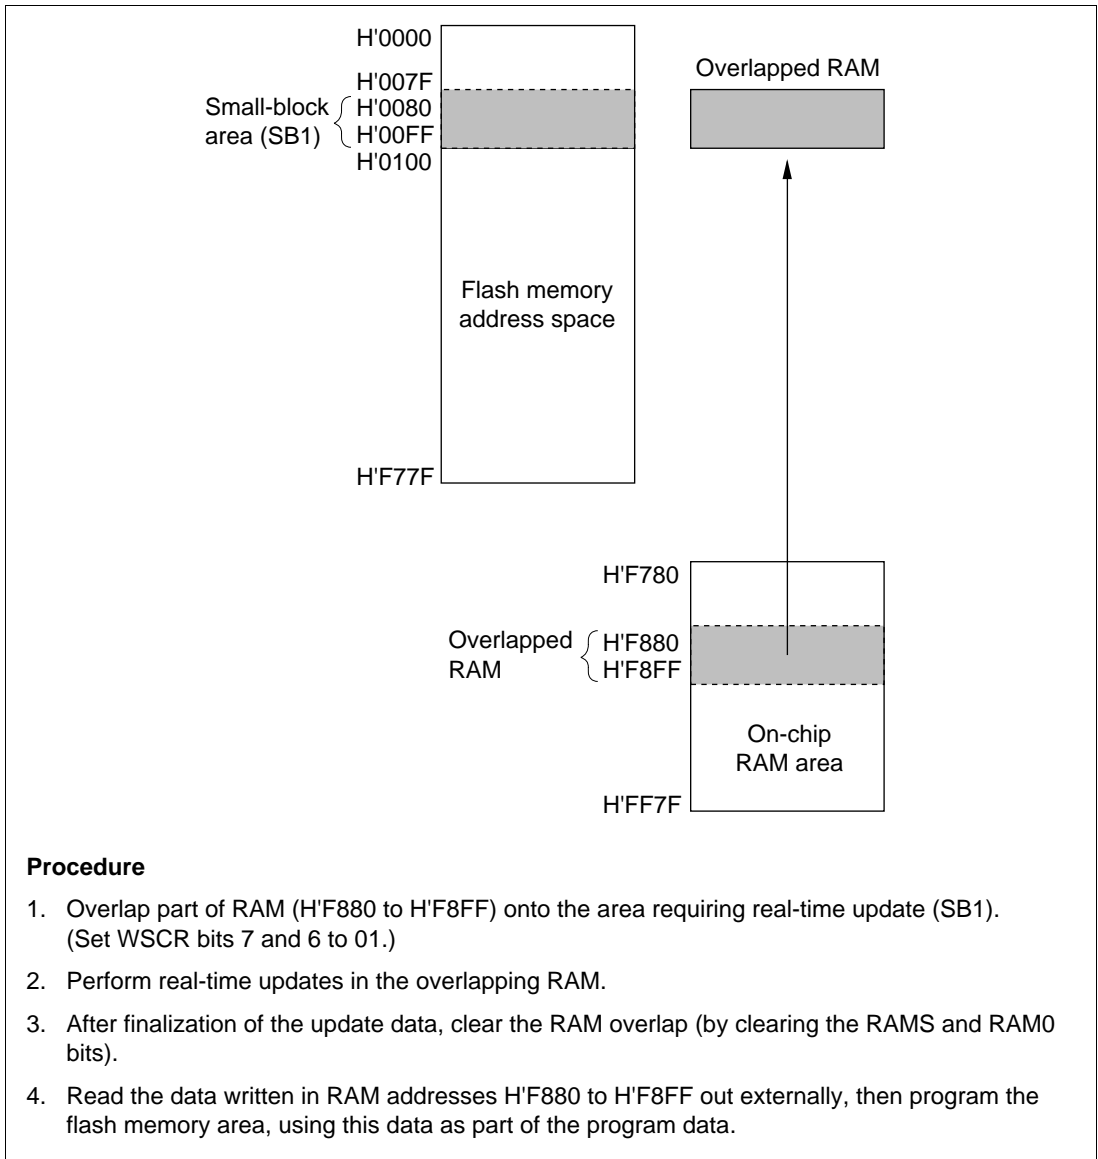 H'0000
H'007F
Overlapped RAM
Small-block
area (SB1)
H'0080
H'00FF
H'0100
Flash memory
address space
H'F77F
H'F780
Overlapped
RAM
H'F880
H'F8FF
On-chip
RAM area
H'FF7F
Procedure
1. Overlap part of RAM (H'F880 to H'F8FF) onto the area requiring real-time update (SB1).
(Set WSCR bits 7 and 6 to 01.)
2. Perform real-time updates in the overlapping RAM.
3. After finalization of the update data, clear the RAM overlap (by clearing the RAMS and RAM0
bits).
4. Read the data written in RAM addresses H'F880 to H'F8FF out externally, then program the
flash memory area, using this data as part of the program data.